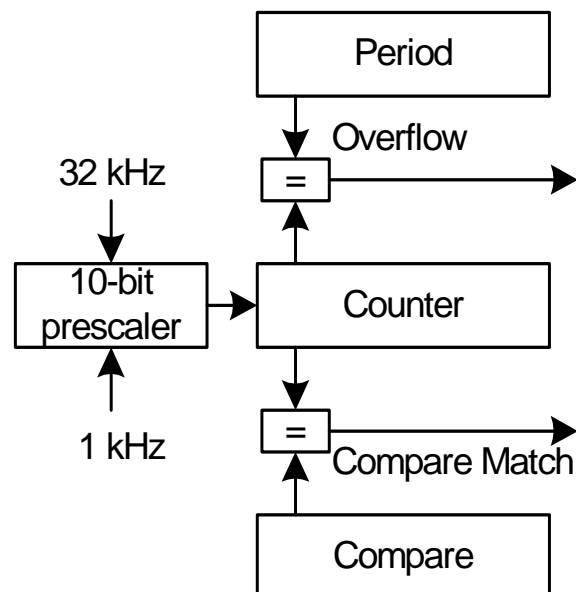 Period
Overflow
=
32 kHz
10-bit
prescaler
Counter
1 kHz
=
Compare Match
Compare